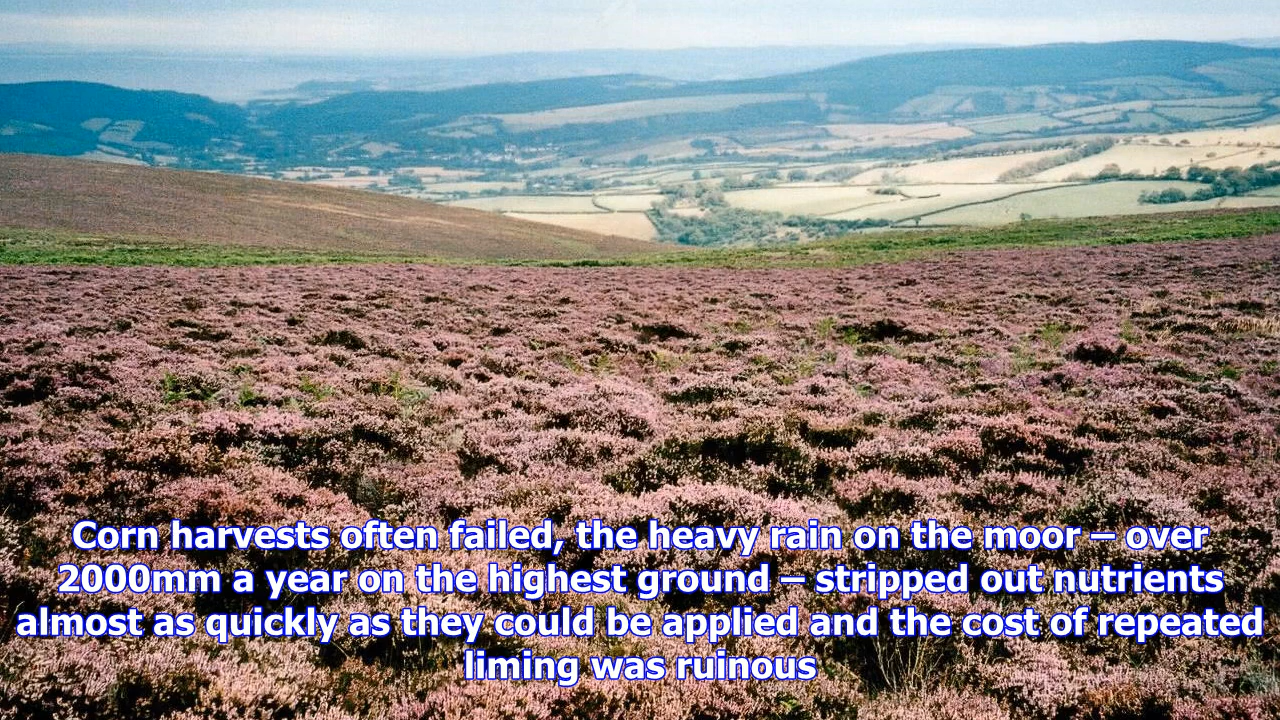 Corn harvests often failed, the heavy rain on the moor – over
2000mm a year on the highest ground – stripped out nutrients
almost as quickly as they could be applied and the cost of repeated
liming was ruinous